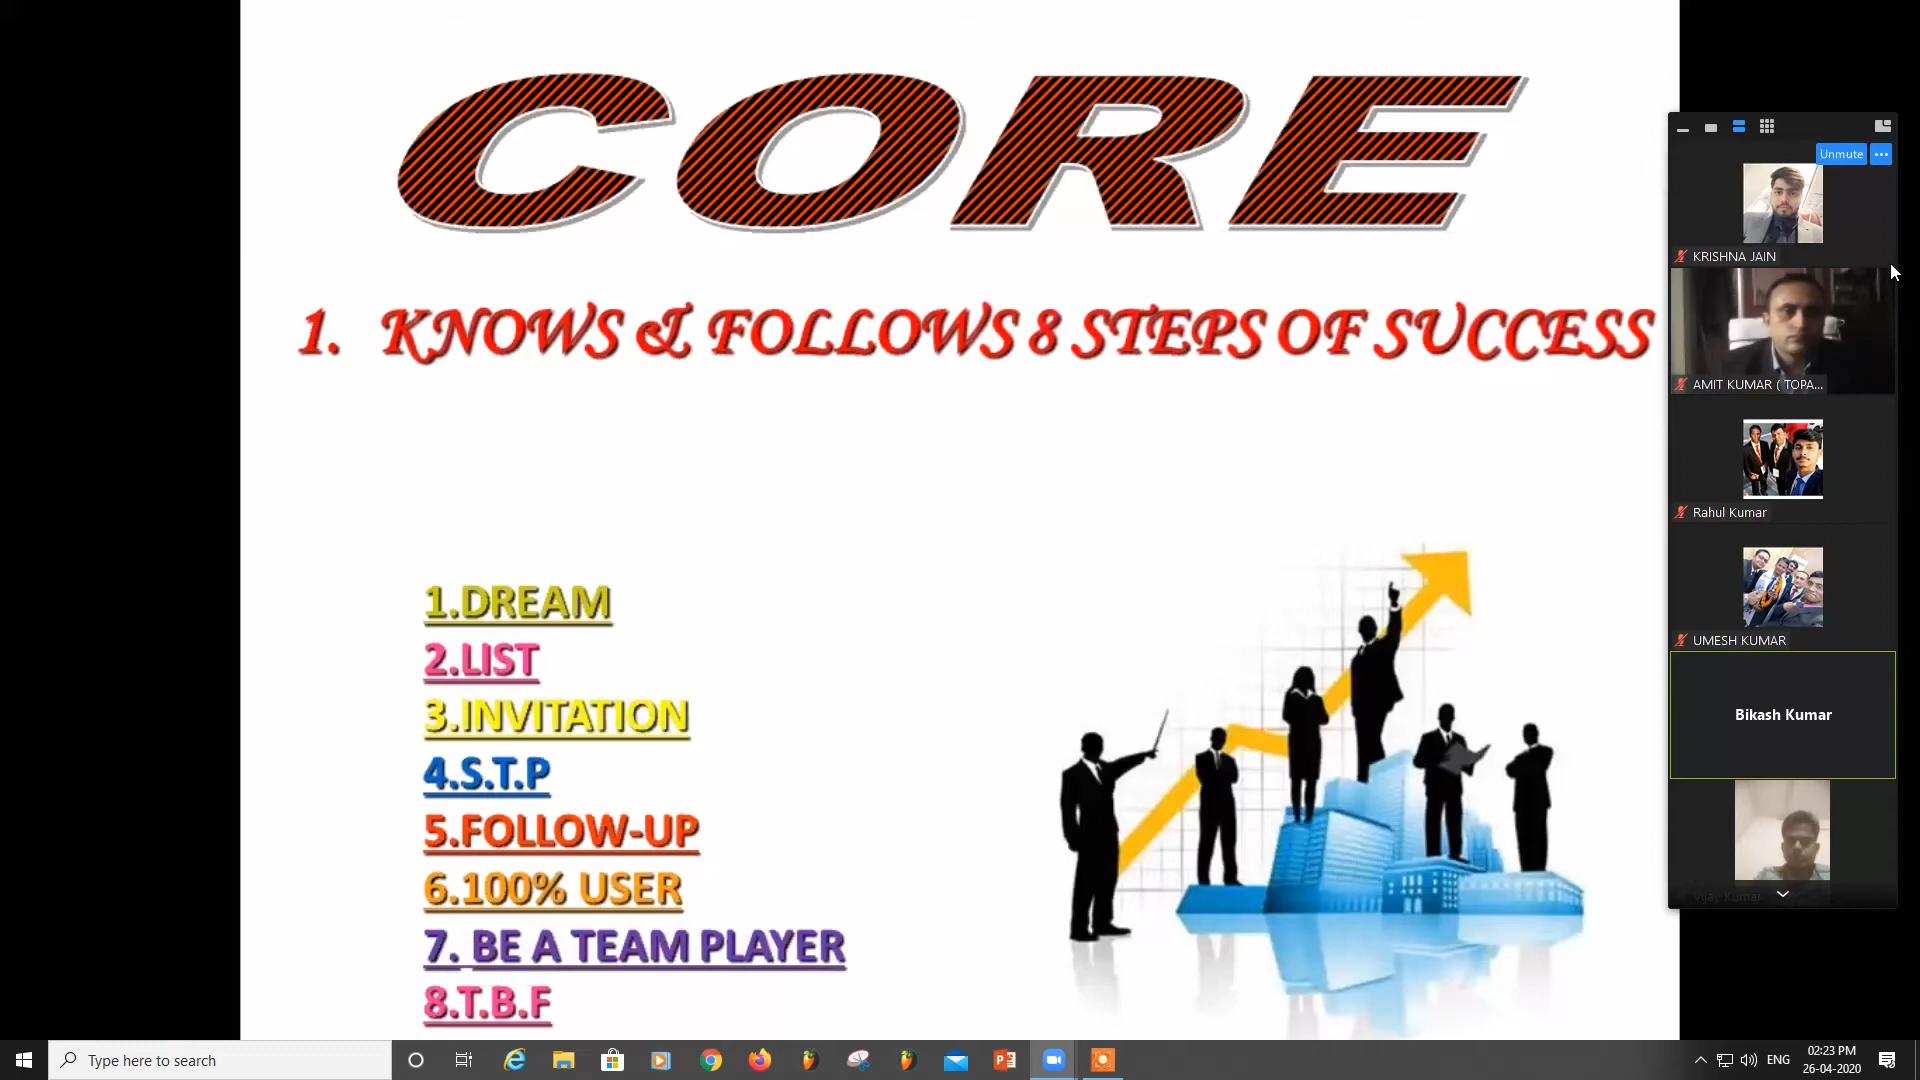 CORE
1. KNOWS & FOLLOWS 8 STEPS OF SUCCESS
1.DREAM
2.LIST
3.INVITATION
4.S.T.P
5.FOLLOW-UP
6.100% USER
7. BE A TEAM PLAYER
8.T.B.F
Unmute
KRISHNA JAIN
AMIT KUMAR ( TOPA...
Rahul Kumar
UMESH KUMAR
Bikash Kumar
Vijay Kumar
Type here to search
ENG
02:23 PM
26-04-2020